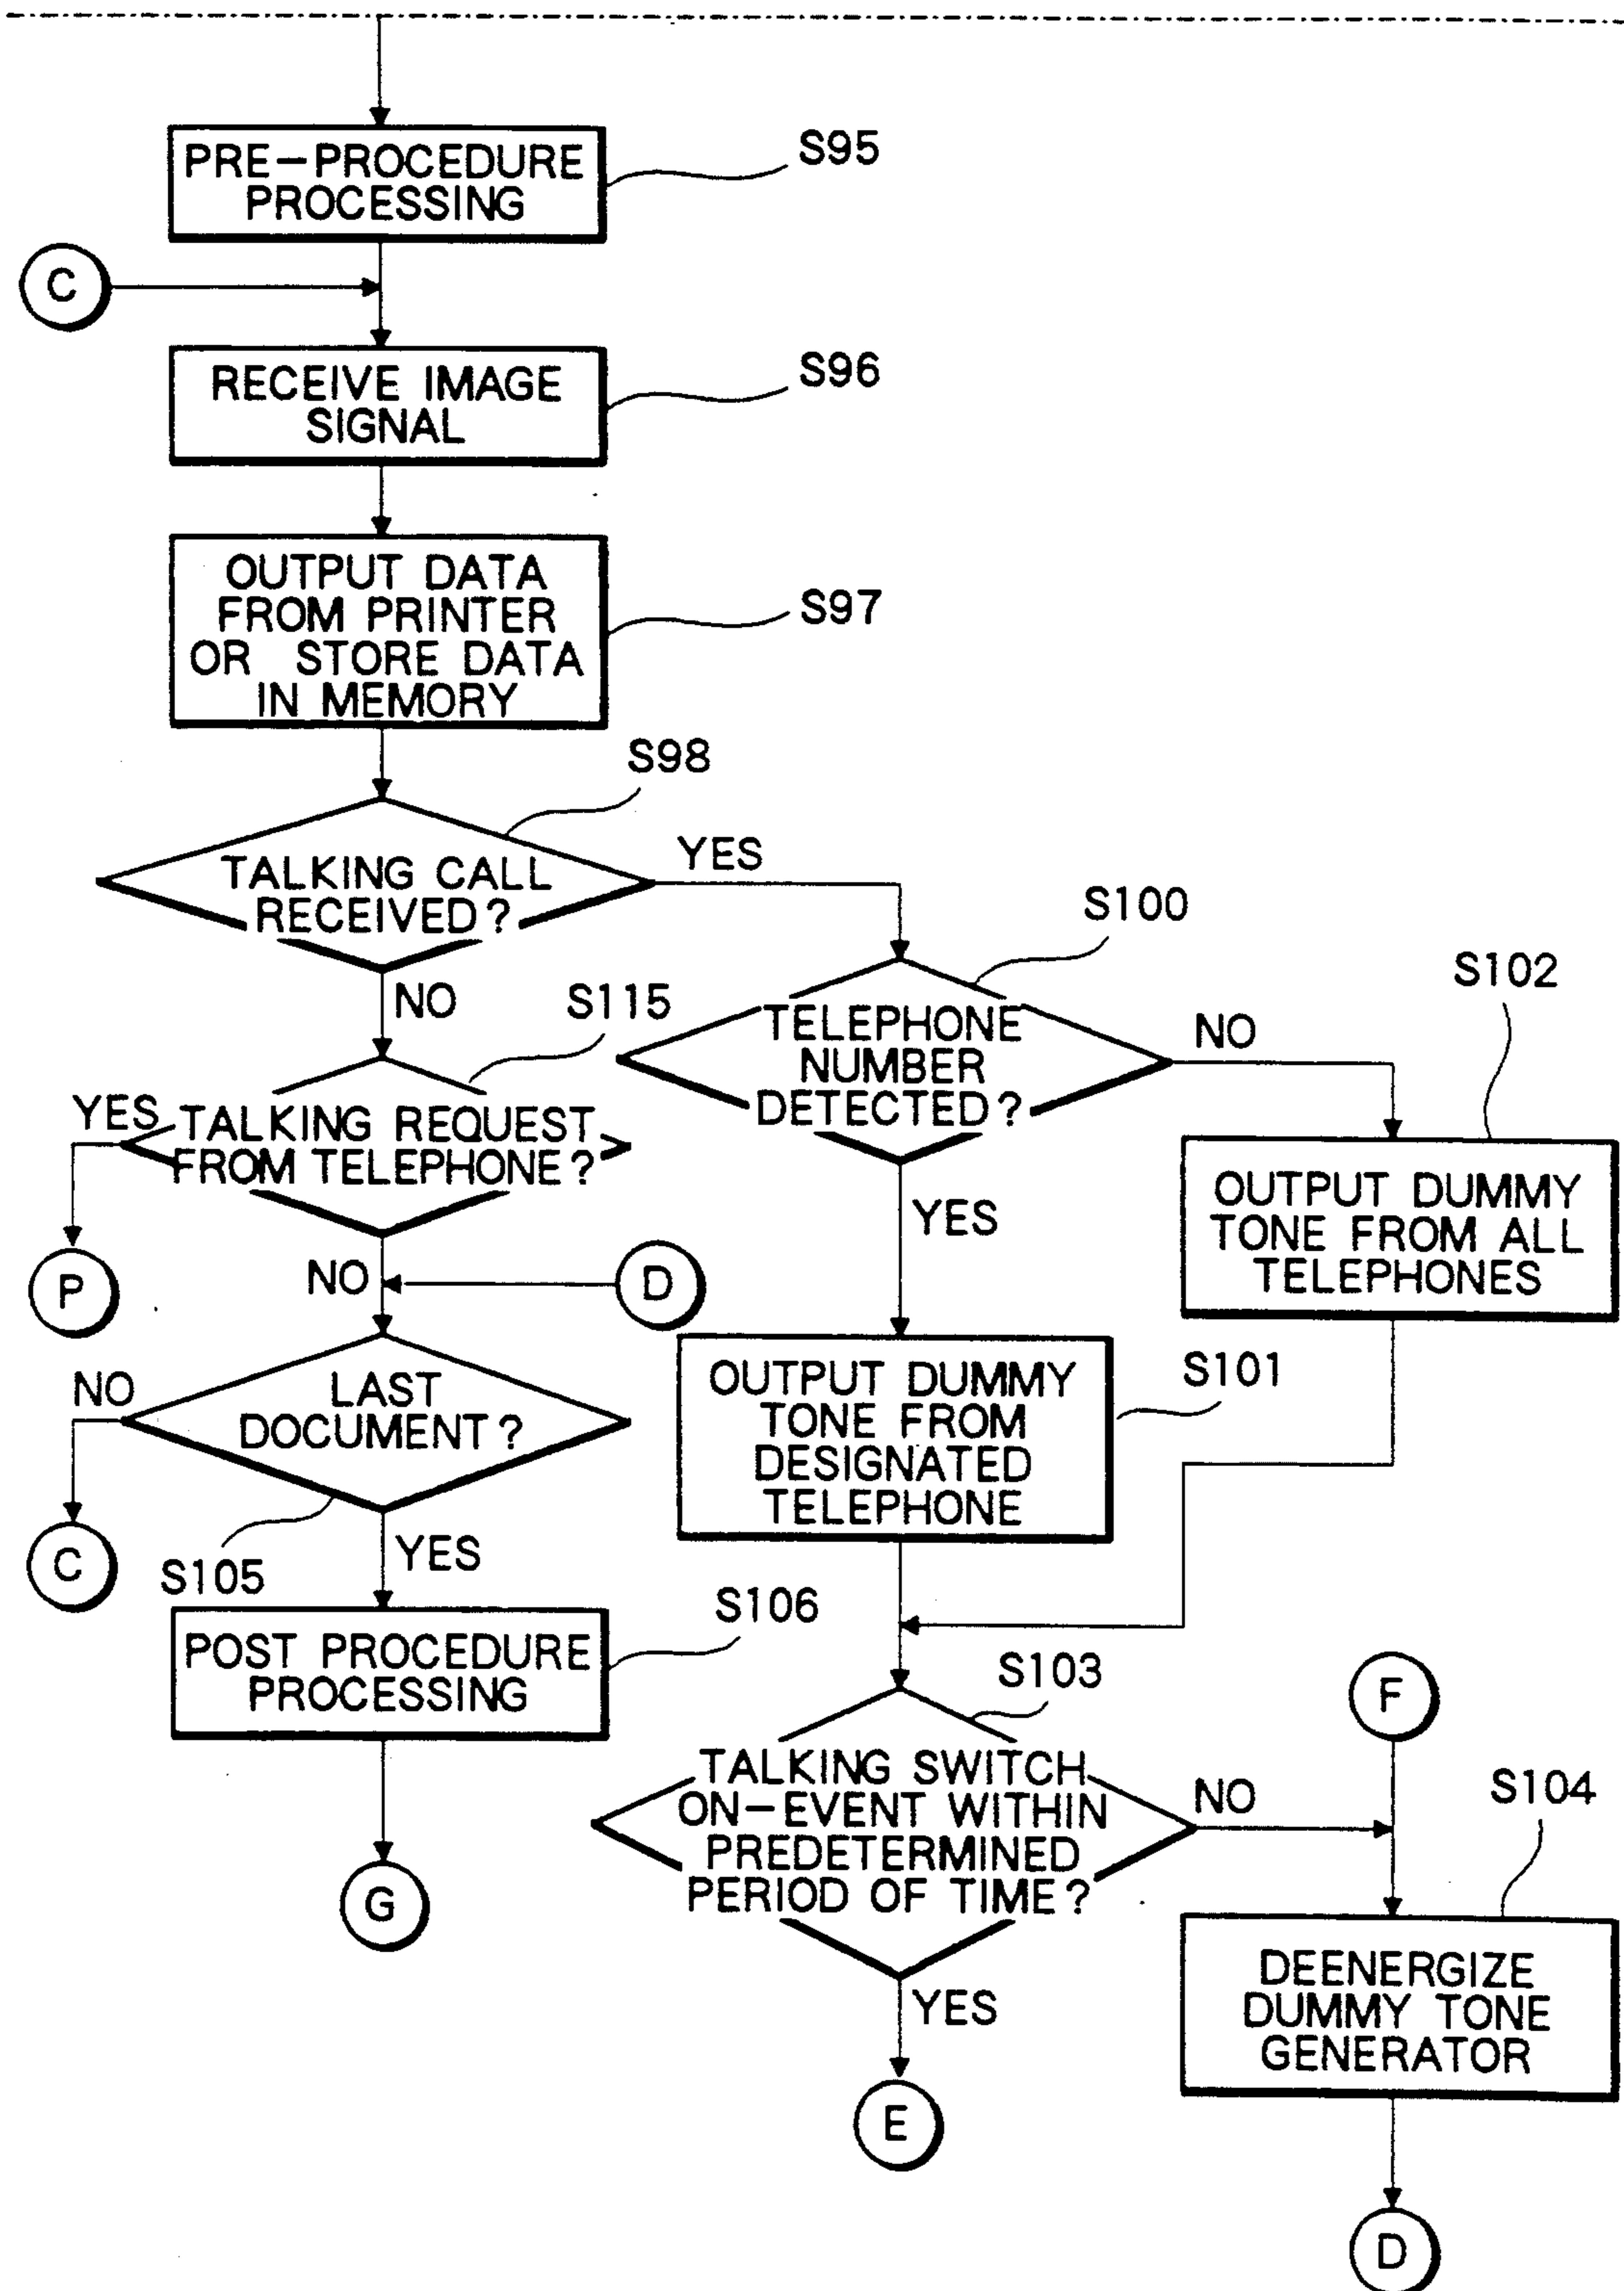 PRE-PROCEDURE
PROCESSING
S95
C
RECEIVE IMAGE
SIGNAL
S96
OUTPUT DATA
FROM PRINTER
OR STORE DATA
IN MEMORY
S97
S98
TALKING CALL
RECEIVED?
YES
NO
S100
TELEPHONE
NUMBER
DETECTED?
NO
YES
S102
OUTPUT DUMMY
TONE FROM ALL
TELEPHONES
S115
TALKING REQUEST
FROM TELEPHONE?
YES
P
NO
D
LAST
DOCUMENT?
NO
C
S105
YES
OUTPUT DUMMY
TONE FROM
DESIGNATED
TELEPHONE
S101
POST PROCEDURE
PROCESSING
S106
G
S103
TALKING SWITCH
ON-EVENT WITHIN
PREDETERMINED
PERIOD OF TIME?
NO
YES
E
F
S104
DEENERGIZE
DUMMY TONE
GENERATOR
D